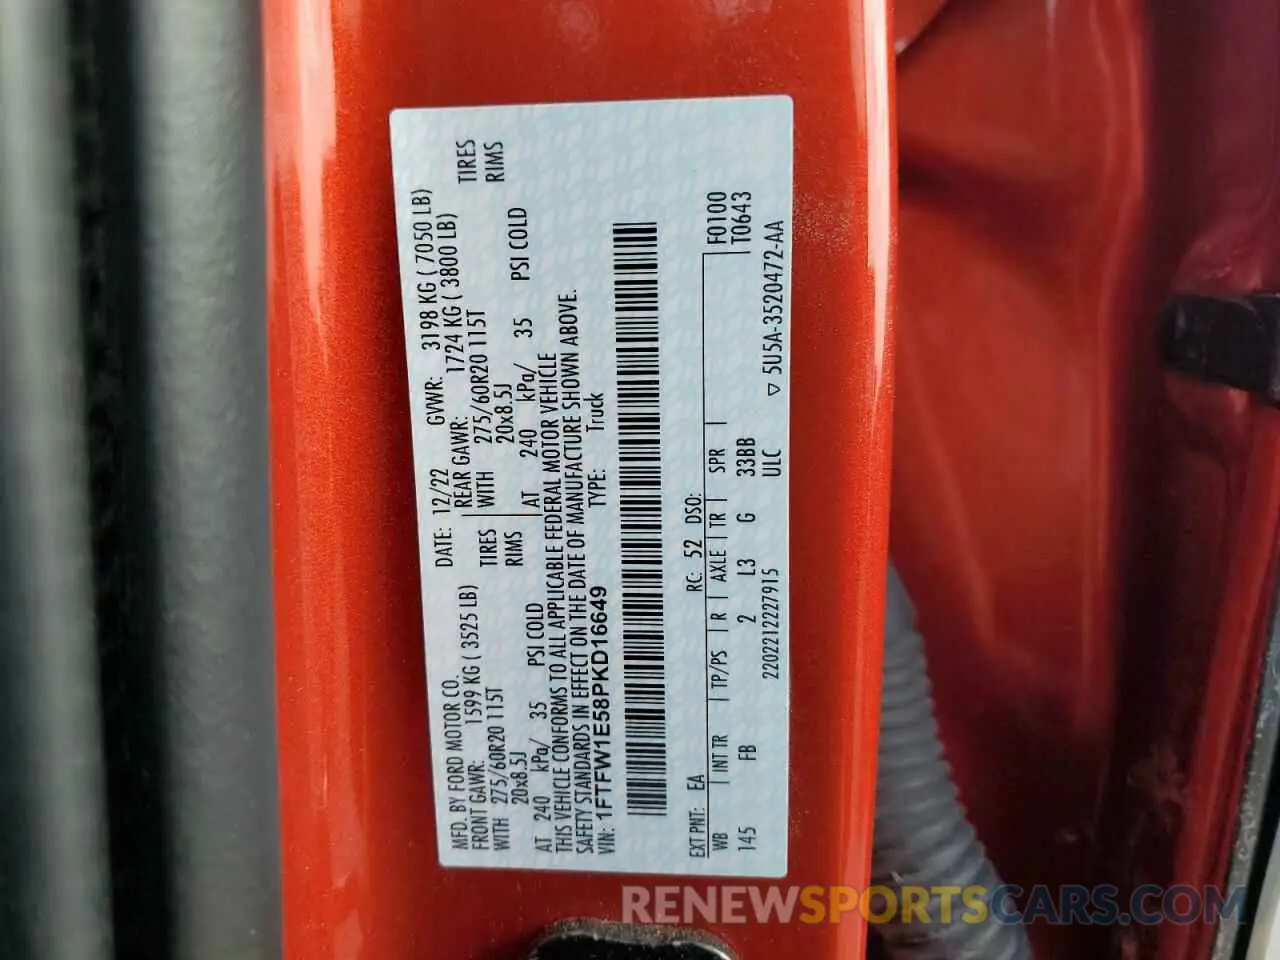 MFD. BY FORD MOTOR CO.
DATE: 12/22 GVWR: 3198 KG ( 7050 LB)
FRONT GAWR: 1599 KG ( 3525 LB)
REAR GAWR: 1724 KG ( 3800 LB)
WITH 275/60R20 115T TIRES
WITH 275/60R20 115T TIRES
20x8.5J RIMS
20x8.5J RIMS
AT 240 kPa/ 35 PSI COLD
AT 240 kPa/ 35 PSI COLD
THIS VEHICLE CONFORMS TO ALL APPLICABLE FEDERAL MOTOR VEHICLE
SAFETY STANDARDS IN EFFECT ON THE DATE OF MANUFACTURE SHOWN ABOVE.
VIN: 1FTFW1E58PKD16649 TYPE: Truck
EXT PNT: EA RC: 52 DSO: F0100
WB | INT TR | TP/PS | R | AXLE | TR | SPR | T0643
145 FB 2 L3 G 33BB
2202212227915 ULC ▽ 5U5A-3520472-AA
RENEWSPORTSCARS.COM